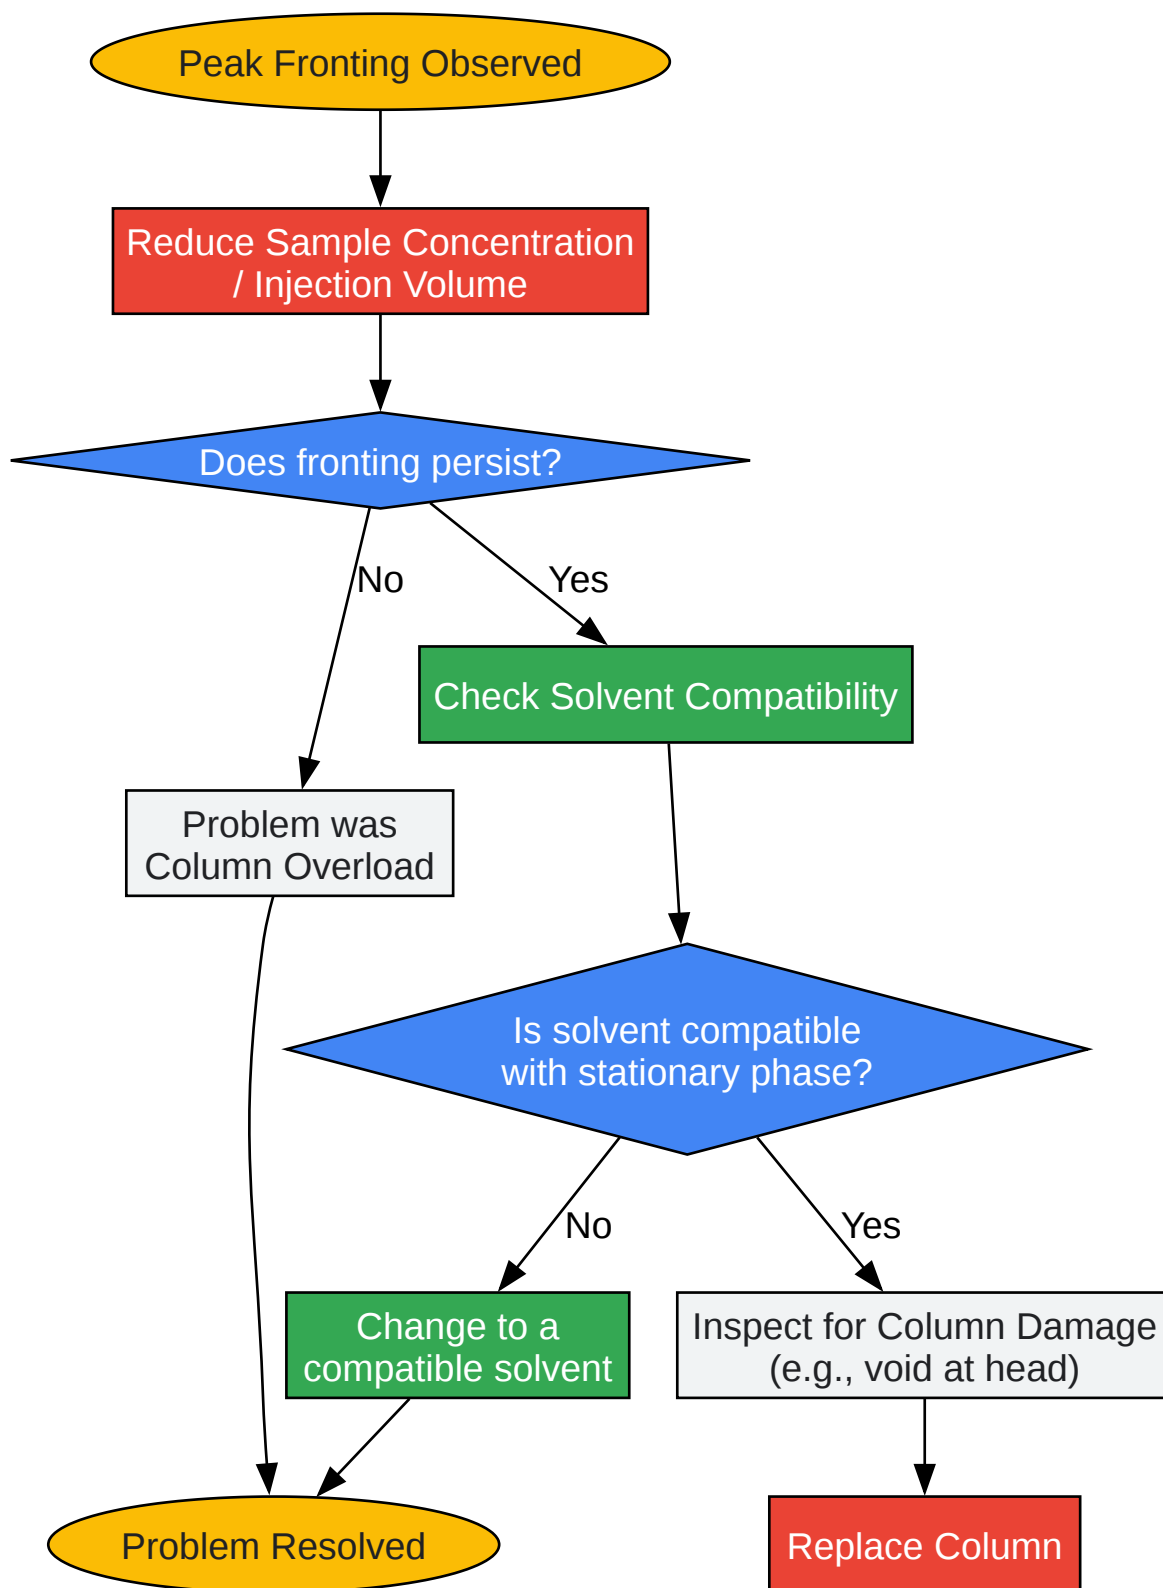 Peak Fronting Observed
Reduce Sample Concentration
/ Injection Volume
Does fronting persist?
No
Yes
Check Solvent Compatibility
Problem was
Column Overload
Is solvent compatible
with stationary phase?
No
Yes
Change to a
compatible solvent
Inspect for Column Damage
(e.g., void at head)
Problem Resolved
Replace Column